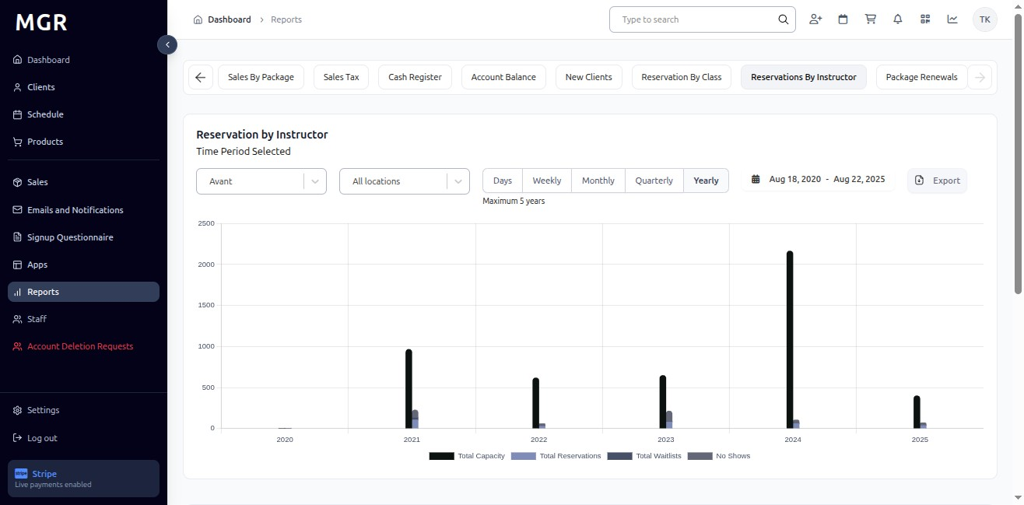 MGR
Dashboard
Clients
Schedule
Products
Sales
Emails and Notifications
Signup Questionnaire
Apps
Reports
Staff
Account Deletion Requests
Settings
Log out
stripe Stripe
Live payments enabled
Dashboard > Reports
Type to search
TK
Sales By Package
Sales Tax
Cash Register
Account Balance
New Clients
Reservation By Class
Reservations By Instructor
Package Renewals
Reservation by Instructor
Time Period Selected
Avant
All locations
Days
Weekly
Monthly
Quarterly
Yearly
Aug 18, 2020 - Aug 22, 2025
Export
Maximum 5 years
2500
2000
1500
1000
500
0
2020
2021
2022
2023
2024
2025
Total Capacity
Total Reservations
Total Waitlists
No Shows